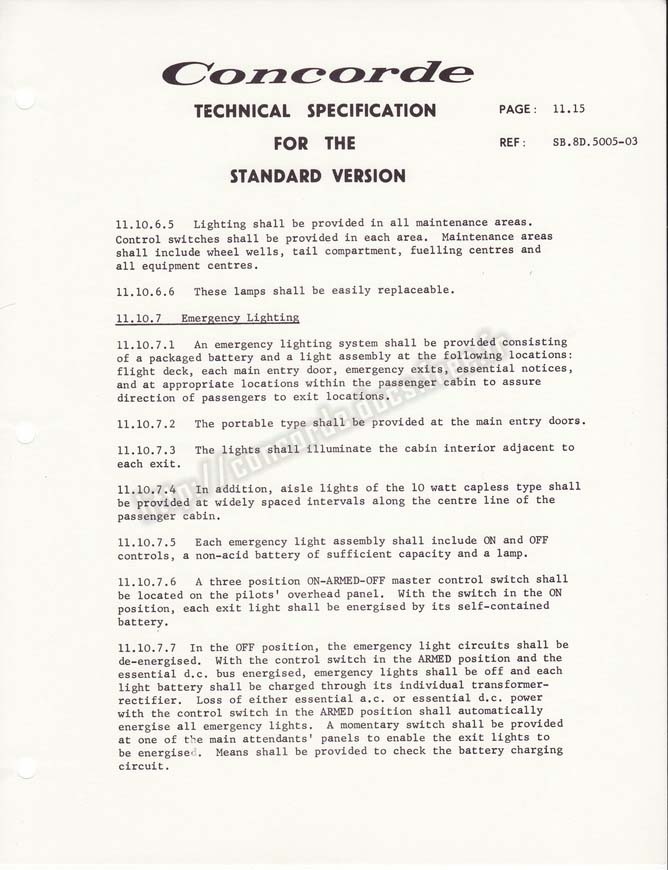 Concorde
TECHNICAL SPECIFICATION
FOR THE
STANDARD VERSION
PAGE: 11.15
REF: SB.8D.5005-03
11.10.6.5 Lighting shall be provided in all maintenance areas.
Control switches shall be provided in each area. Maintenance areas
shall include wheel wells, tail compartment, fuelling centres and
all equipment centres.
11.10.6.6 These lamps shall be easily replaceable.
11.10.7 Emergency Lighting
11.10.7.1 An emergency lighting system shall be provided consisting
of a packaged battery and a light assembly at the following locations:
flight deck, each main entry door, emergency exits, essential notices,
and at appropriate locations within the passenger cabin to assure
direction of passengers to exit locations.
11.10.7.2 The portable type shall be provided at the main entry doors.
11.10.7.3 The lights shall illuminate the cabin interior adjacent to
each exit.
11.10.7.4 In addition, aisle lights of the 10 watt capless type shall
be provided at widely spaced intervals along the centre line of the
passenger cabin.
11.10.7.5 Each emergency light assembly shall include ON and OFF
controls, a non-acid battery of sufficient capacity and a lamp.
11.10.7.6 A three position ON-ARMED-OFF master control switch shall
be located on the pilots' overhead panel. With the switch in the ON
position, each exit light shall be energised by its self-contained
battery.
11.10.7.7 In the OFF position, the emergency light circuits shall be
de-energised. With the control switch in the ARMED position and the
essential d.c. bus energised, emergency lights shall be off and each
light battery shall be charged through its individual transformer-
rectifier. Loss of either essential a.c. or essential d.c. power
with the control switch in the ARMED position shall automatically
energise all emergency lights. A momentary switch shall be provided
at one of the main attendants' panels to enable the exit lights to
be energised. Means shall be provided to check the battery charging
circuit.